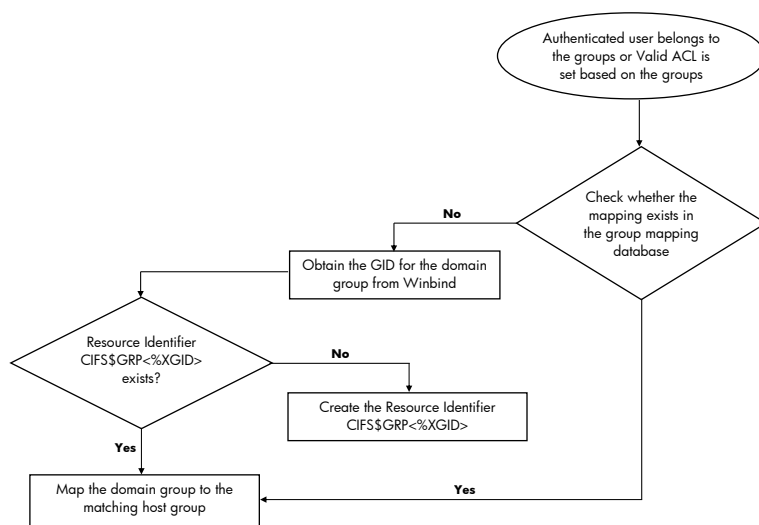 Authenticated user belongs to
the groups or Valid ACL is
set based on the groups
Check whether the
mapping exists in
the group mapping
database
No
Obtain the GID for the domain
group from Winbind
Resource Identifier
CIFS$GRP<%XGID>
exists?
No
Create the Resource Identifier
CIFS$GRP<%XGID>
Yes
Map the domain group to the
matching host group
Yes